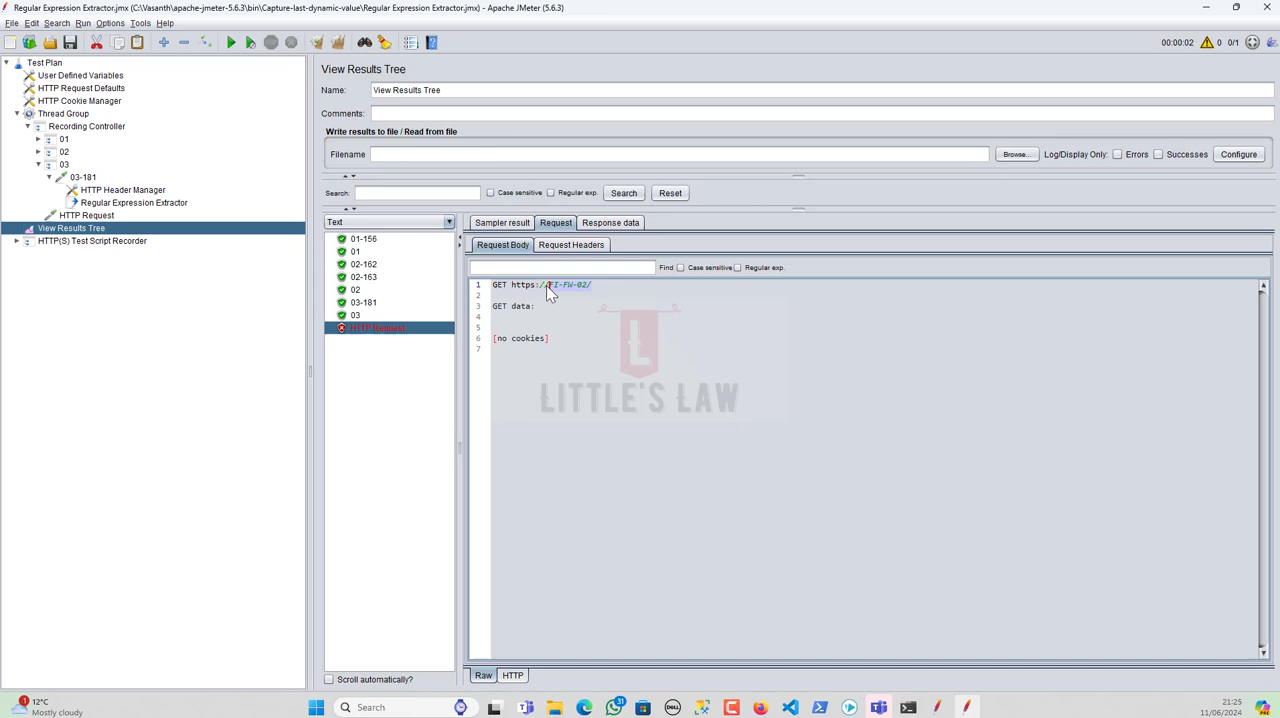 Regular Expression Extractor.jmx (C:\Vasanth\apache-jmeter-5.6.3\bin\Capture-last-dynamic-value\Regular Expression Extractor.jmx) - Apache JMeter (5.6.3)
File Edit Search Run Options Tools Help
00:00:02 0 0/1
Test Plan
User Defined Variables
HTTP Request Defaults
HTTP Cookie Manager
Thread Group
Recording Controller
01
02
03
03-181
HTTP Header Manager
Regular Expression Extractor
HTTP Request
View Results Tree
HTTP(S) Test Script Recorder
View Results Tree
Name: View Results Tree
Comments:
Write results to file / Read from file
Filename Browse... Log/Display Only: Errors Successes Configure
Search: Case sensitive Regular exp. Search Reset
Text
01-156
01
02-162
02-163
02
03-181
03
HTTP Request
Scroll automatically?
Sampler result Request Response data
Request Body Request Headers
Find Case sensitive Regular exp.
1 GET https://FI-FW-02/
2
3 GET data:
4
5
6 [no cookies]
7
L
LITTLE'S LAW
Raw HTTP
1 12°C
Mostly cloudy
Search
31
DELL
21:25
11/06/2024